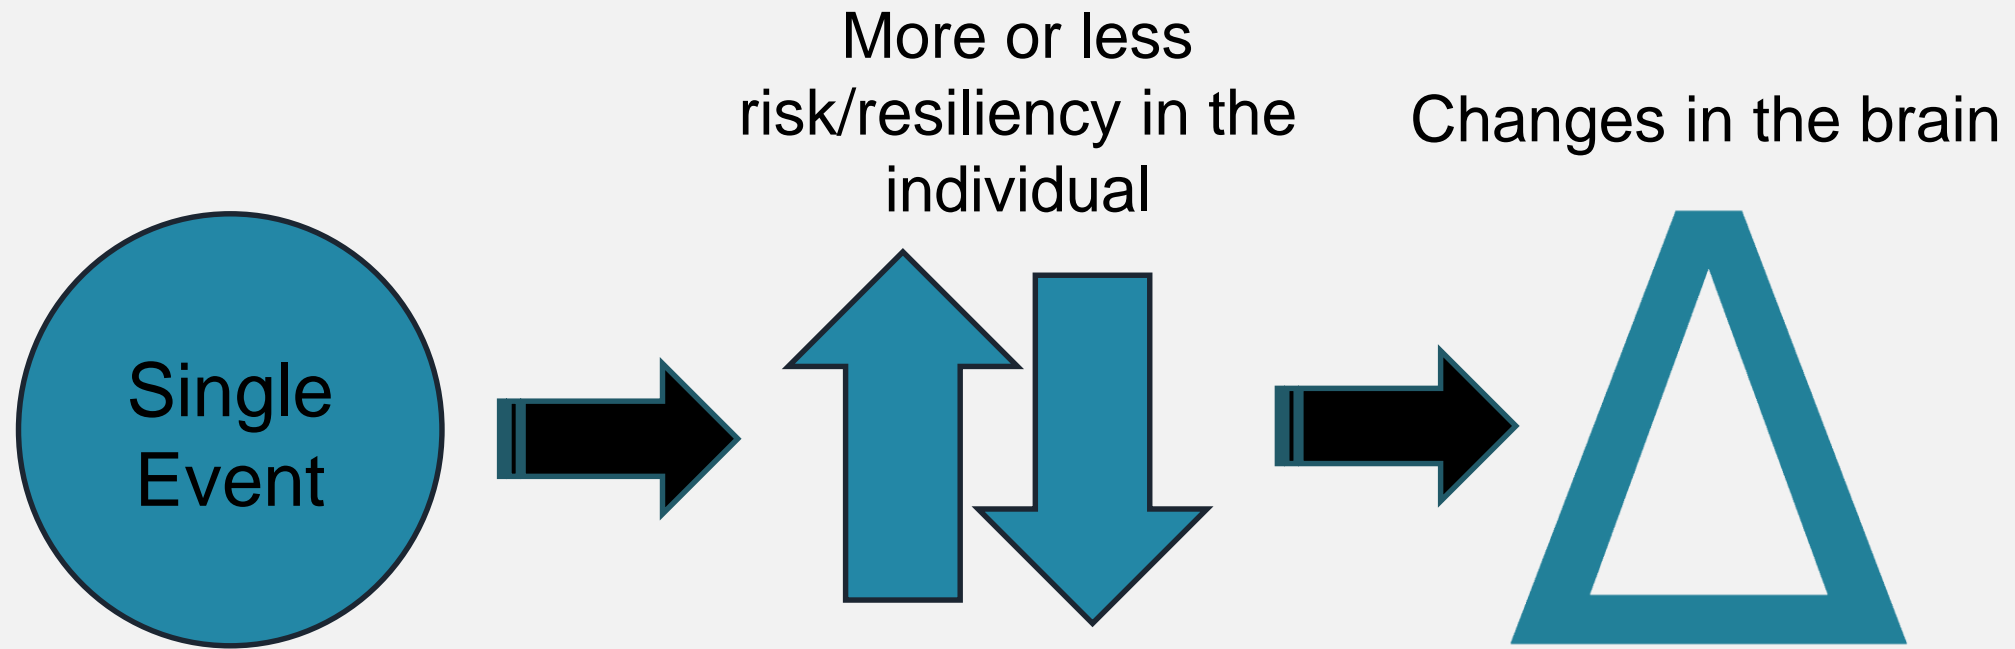 More or less
risk/resiliency in the
individual
Changes in the brain
Single
Event